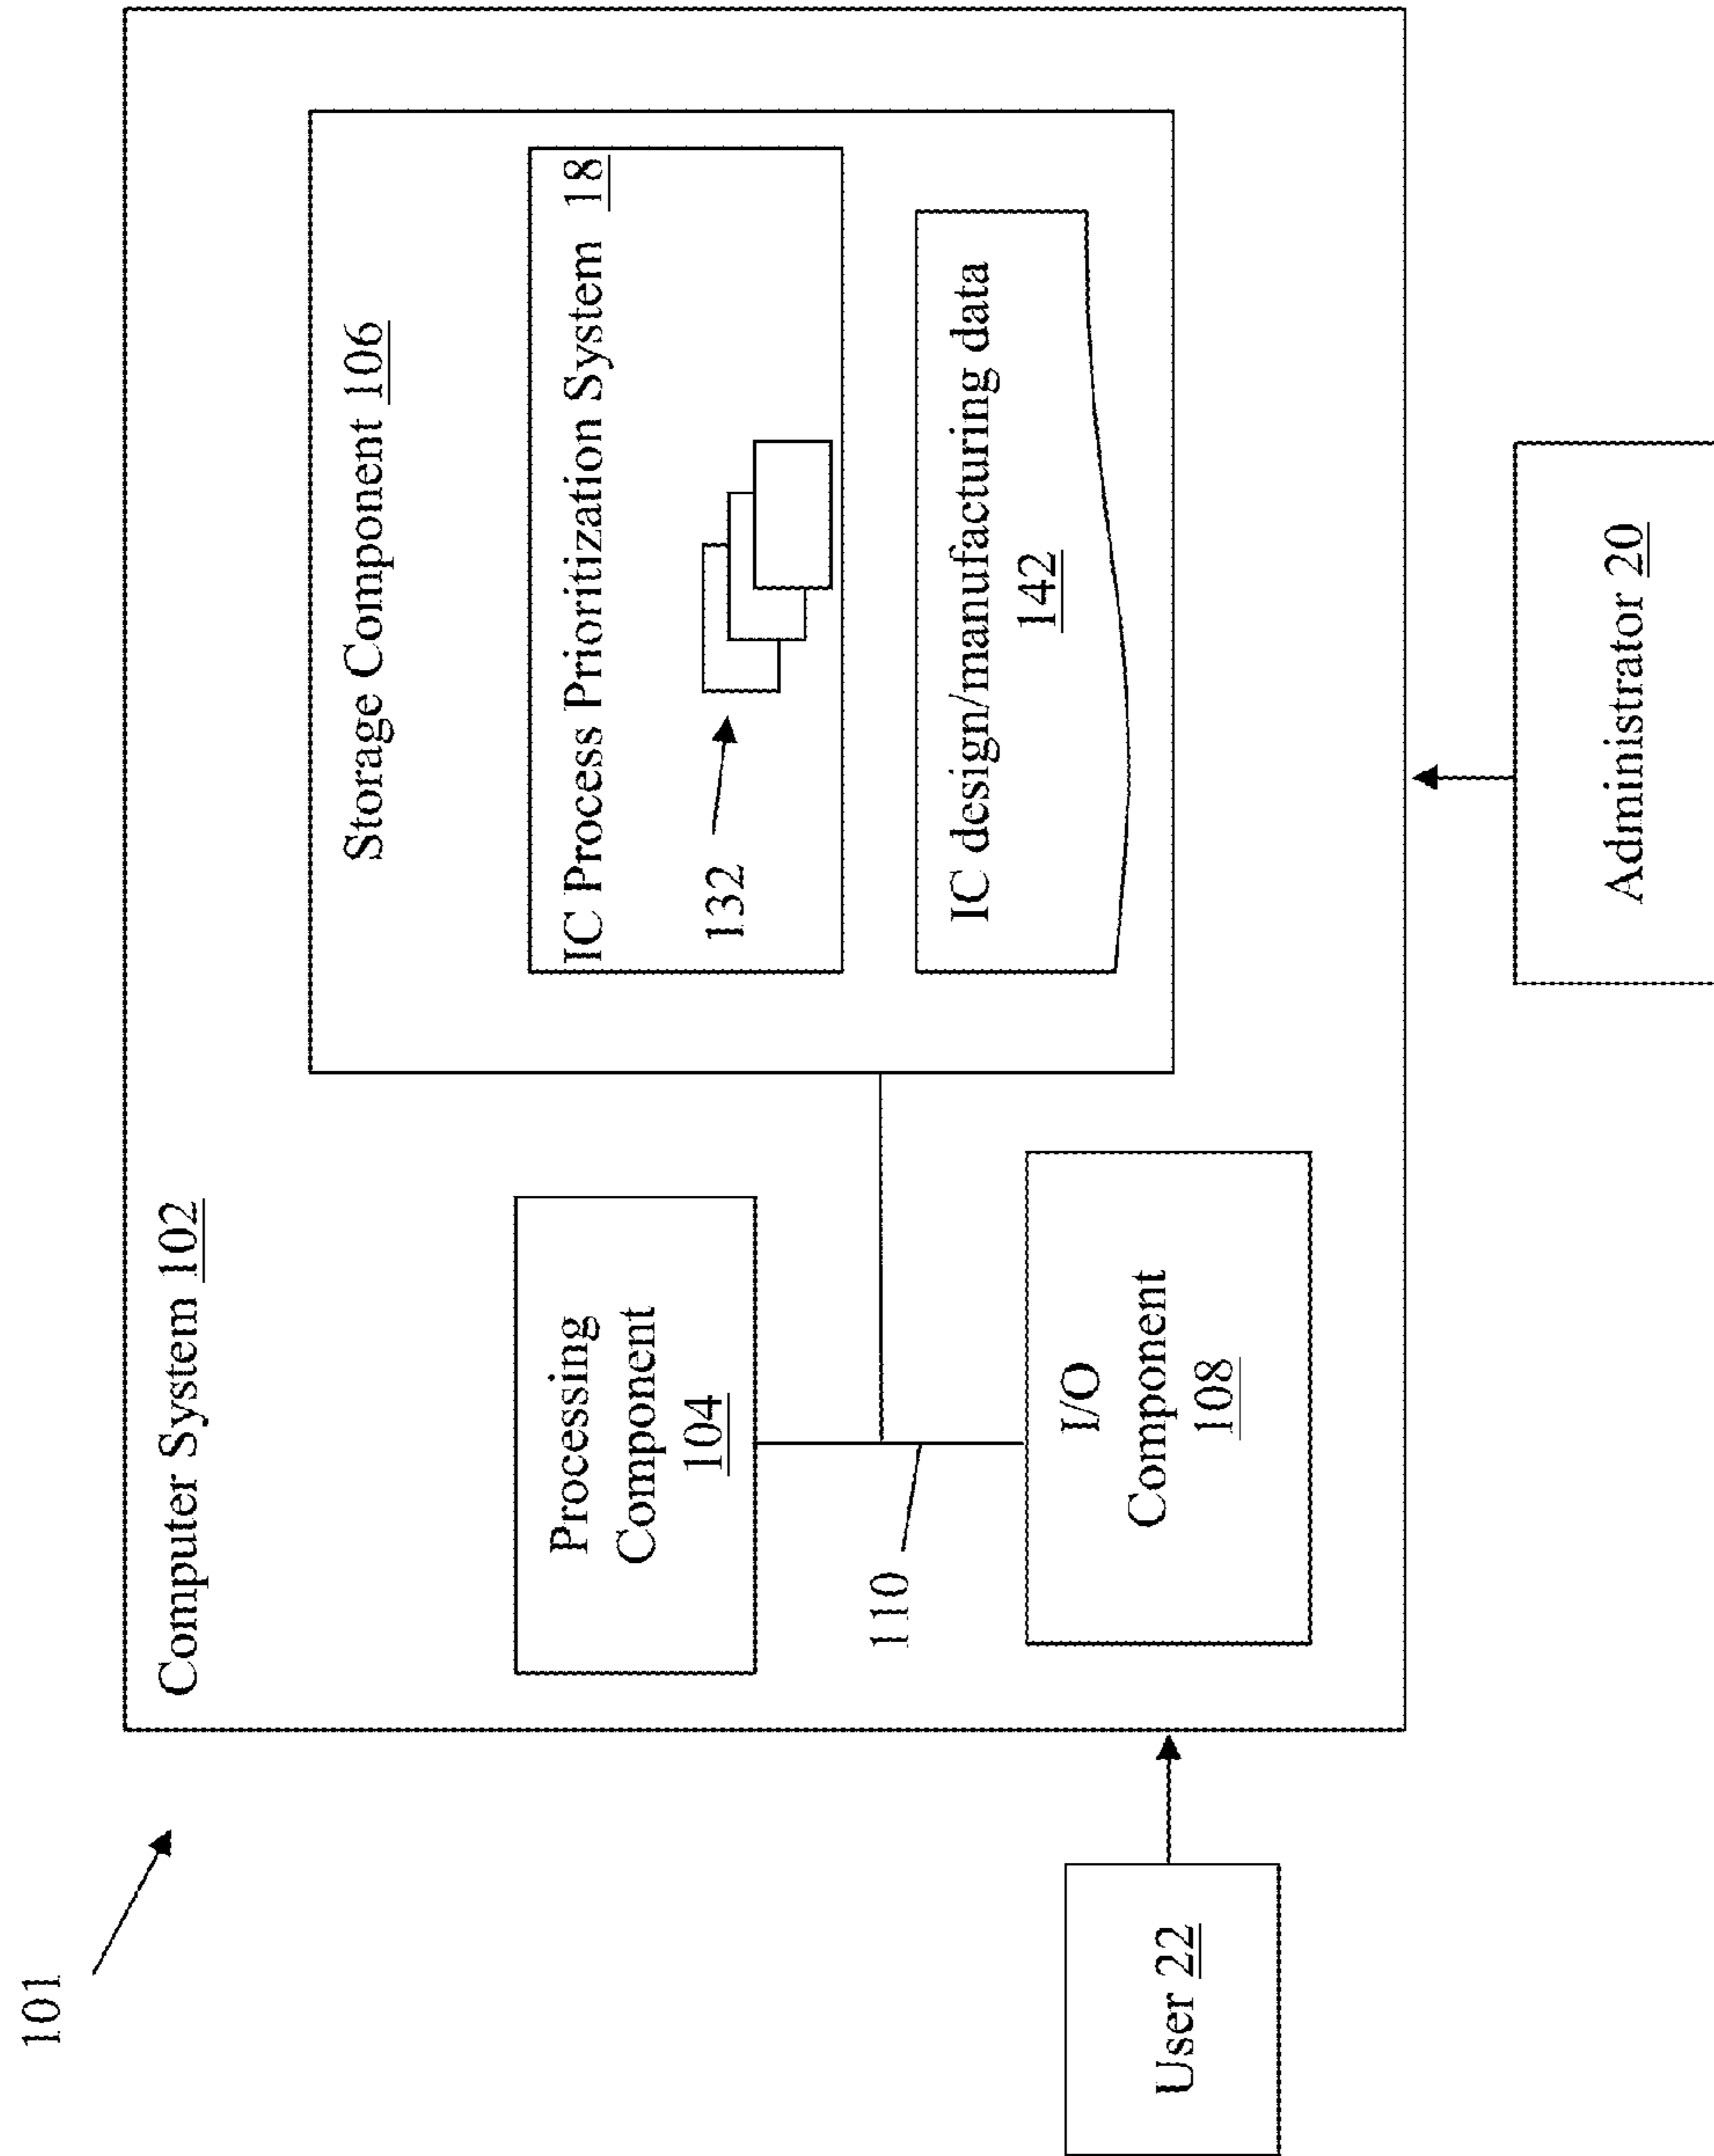 101
Computer System 102
Storage Component 106
Processing
Component
104
IC Process Prioritization System 18
132
110
I/O
Component
108
IC design/manufacturing data
142
User 22
Administrator 20